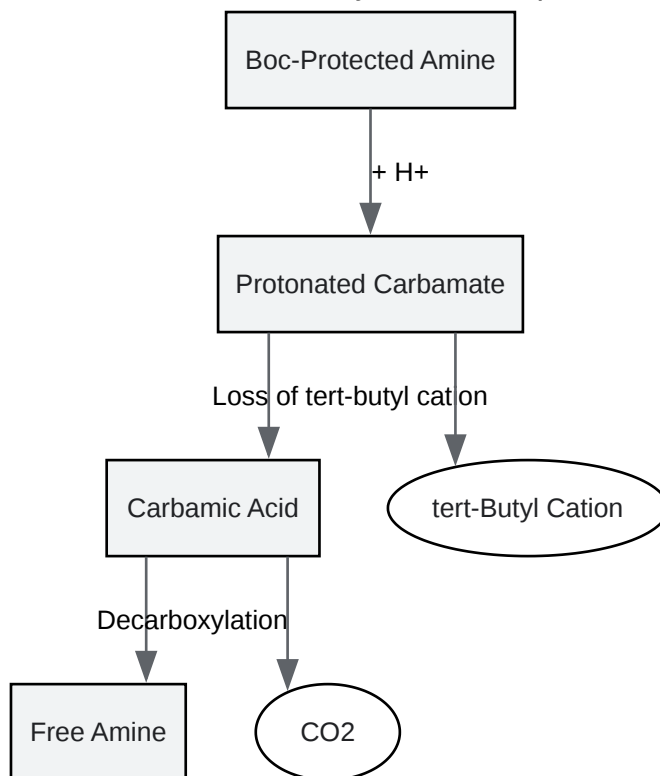 Boc-Protected Amine
+ H+
Protonated Carbamate
Loss of tert-butyl cation
Carbamic Acid
tert-Butyl Cation
Decarboxylation
Free Amine
CO2